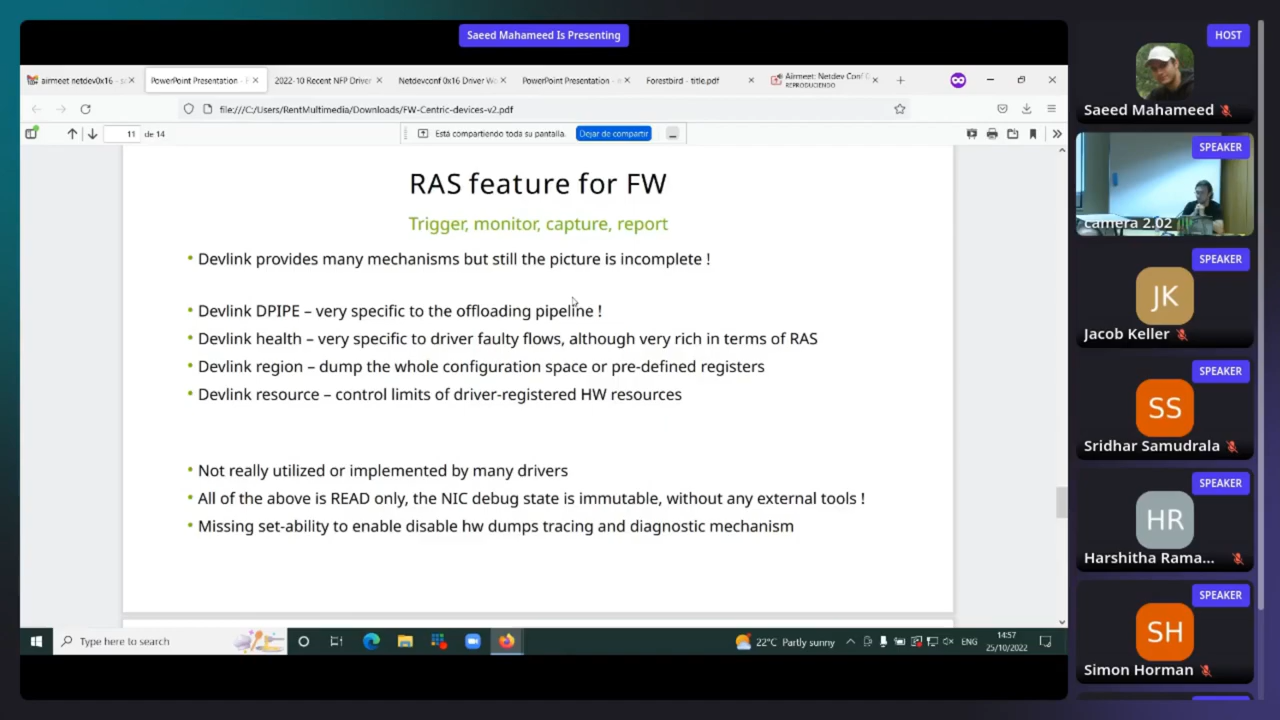 Saeed Mahameed Is Presenting
HOST
Saeed Mahameed
airmeet netdev0x16 - s
PowerPoint Presentation - F
2022-10 Recent NFP Driver
Netdevconf 0x16 Driver Wo
PowerPoint Presentation
Forestbird - title.pdf
Airmeet: Netdev Conf
REPRODUCIENDO
file:///C:/Users/RentMultimedia/Downloads/FW-Centric-devices-v2.pdf
11 de 14
Está compartiendo toda su pantalla.
Dejar de compartir
RAS feature for FW
Trigger, monitor, capture, report
• Devlink provides many mechanisms but still the picture is incomplete !
• Devlink DPIPE – very specific to the offloading pipeline !
• Devlink health – very specific to driver faulty flows, although very rich in terms of RAS
• Devlink region – dump the whole configuration space or pre-defined registers
• Devlink resource – control limits of driver-registered HW resources
• Not really utilized or implemented by many drivers
• All of the above is READ only, the NIC debug state is immutable, without any external tools !
• Missing set-ability to enable disable hw dumps tracing and diagnostic mechanism
SPEAKER
camera 2.02
SPEAKER
JK
Jacob Keller
SPEAKER
SS
Sridhar Samudrala
SPEAKER
HR
Harshitha Rama...
SPEAKER
SH
Simon Horman
Type here to search
22°C Partly sunny
ENG
14:57
25/10/2022